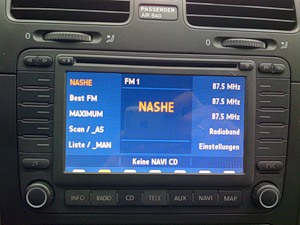 PASSENGER
AIR BAG
NASHE FM 1 87.5 MHz
Best FM NASHE 87.5 MHz
MAXIMUM 87.5 MHz
Scan / _AS Radioband
Liste / _MAN Einstellungen
Keine NAVI CD
ESC
INFO RADIO CD TELE AUX NAVI MAP